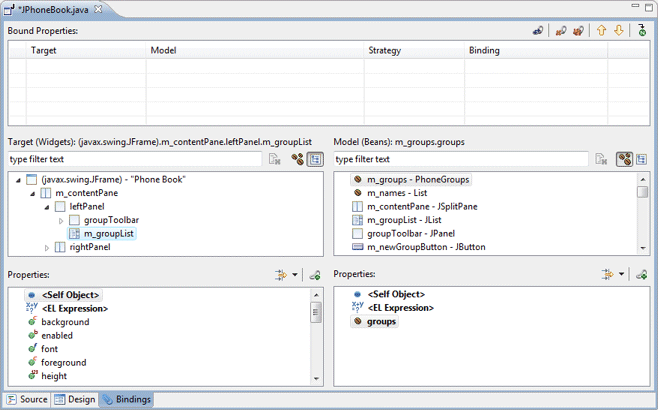 *JPhoneBook.java
Bound Properties:
Target Model Strategy Binding
Target (Widgets): (javax.swing.JFrame).m_contentPane.leftPanel.m_groupList
type filter text
(javax.swing.JFrame) - "Phone Book"
m_contentPane
leftPanel
groupToolbar
m_groupList
rightPanel
Model (Beans): m_groups.groups
type filter text
m_groups - PhoneGroups
m_names - List
m_contentPane - JSplitPane
m_groupList - JList
groupToolbar - JPanel
m_newGroupButton - JButton
Properties:
<Self Object>
<EL Expression>
background
enabled
font
foreground
height
Properties:
<Self Object>
<EL Expression>
groups
Source Design Bindings